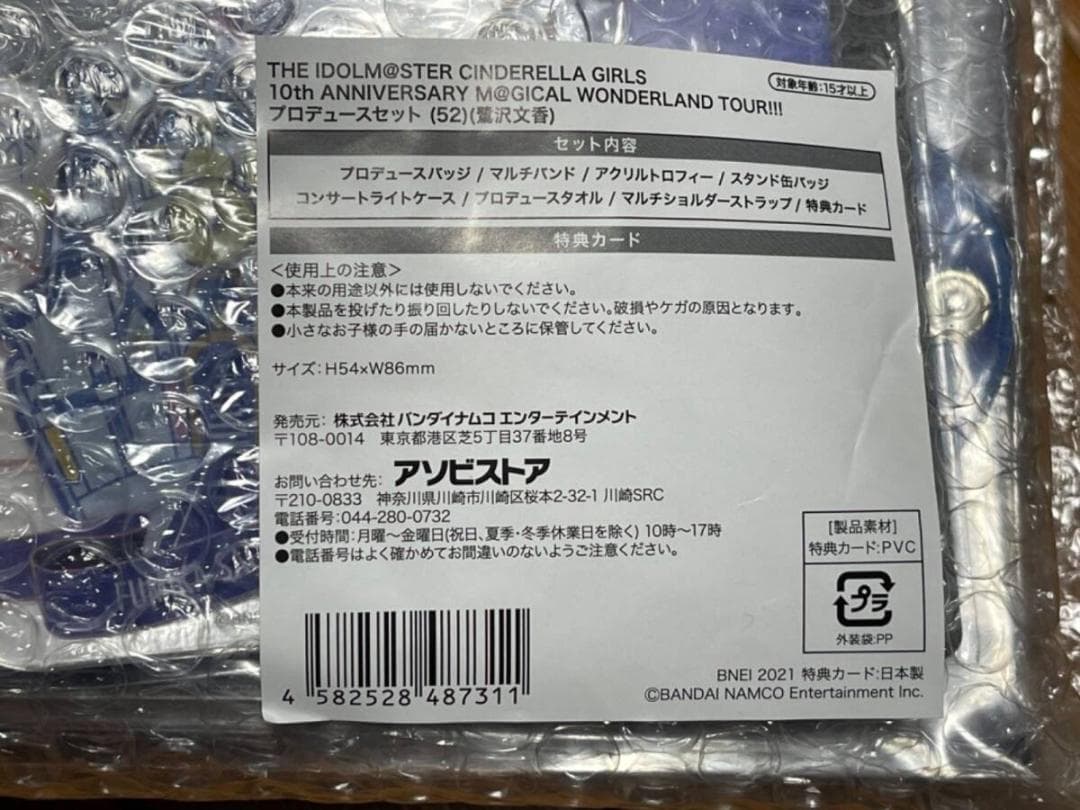 THE IDOLM@STER CINDERELLA GIRLS
10th ANNIVERSARY M@GICAL WONDERLAND TOUR!!!
対象年齢:15才以上
プロデュースセット (52)(鷺沢文香)
セット内容
プロデュースバッジ / マルチバンド / アクリルトロフィー / スタンド缶バッジ
コンサートライトケース / プロデュースタオル / マルチショルダーストラップ / 特典カード
特典カード
<使用上の注意>
●本来の用途以外には使用しないでください。
●本製品を投げたり振り回したりしないでください。破損やケガの原因となります。
●小さなお子様の手の届かないところに保管してください。
サイズ:H54×W86mm
発売元: 株式会社バンダイナムコエンターテインメント
〒108-0014 東京都港区芝5丁目37番地8号
お問い合わせ先: アソビストア
〒210-0833 神奈川県川崎市川崎区桜本2-32-1 川崎SRC
電話番号:044-280-0732
●受付時間:月曜～金曜日(祝日、夏季・冬季休業日を除く) 10時～17時
●電話番号はよく確かめてお間違いのないようご注意ください。
[製品素材]
特典カード:PVC
プラ
外装袋:PP
4 582528 487311
BNEI 2021 特典カード:日本製
©BANDAI NAMCO Entertainment Inc.